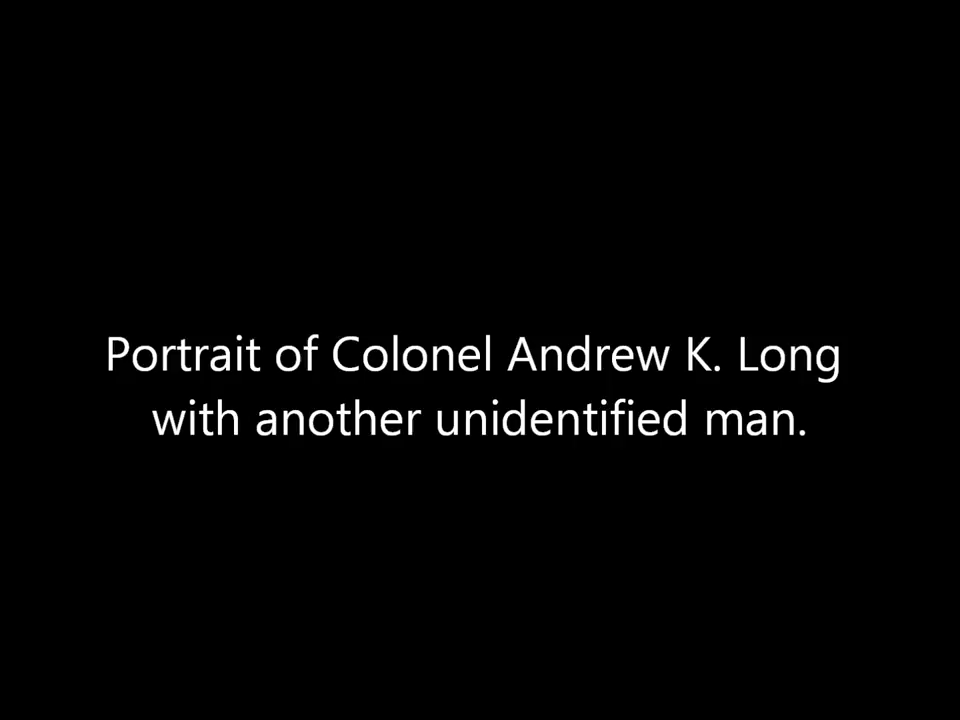 Portrait of Colonel Andrew K. Long
with another unidentified man.